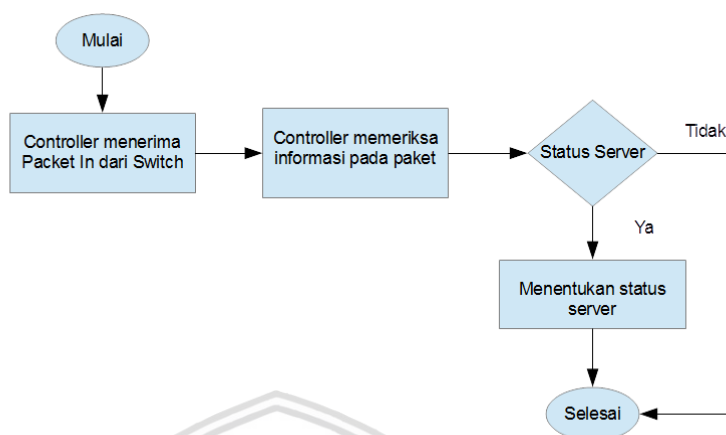 Mulai
Controller menerima
Packet In dari Switch
Controller memeriksa
informasi pada paket
Status Server
Tidak
Ya
Menentukan status
server
Selesai